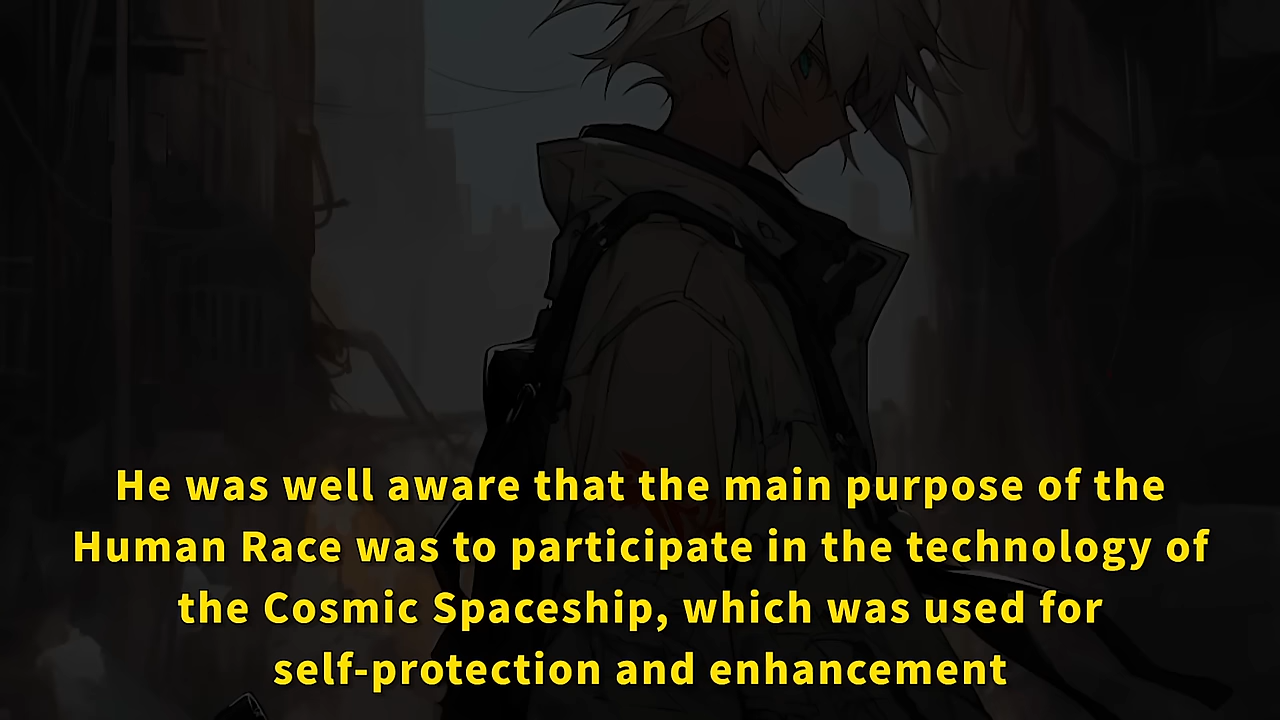 He was well aware that the main purpose of the
Human Race was to participate in the technology of
the Cosmic Spaceship, which was used for
self-protection and enhancement